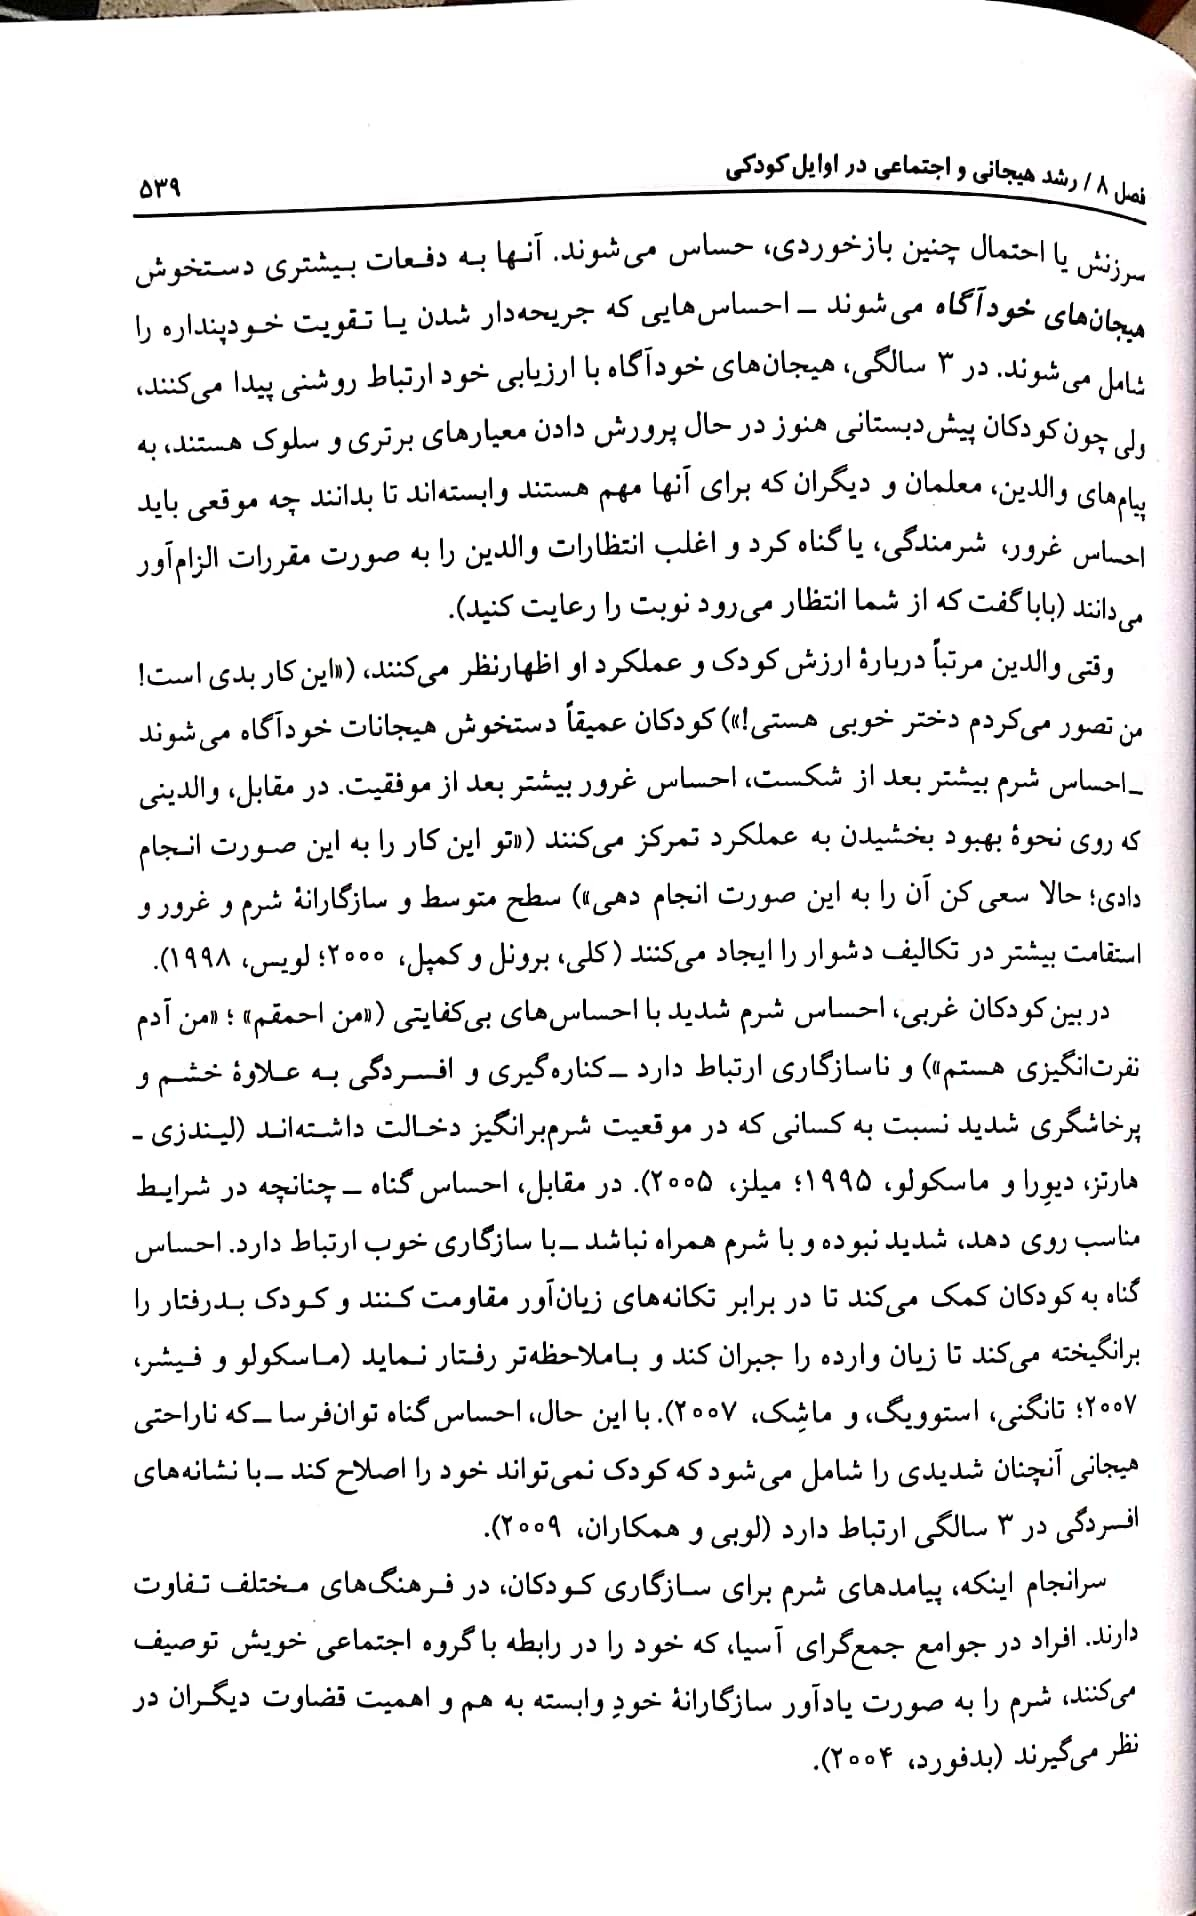 فصل ۸ / رشد هیجانی و اجتماعی در اوایل کودکی ۵۳۹
سرزنش یا احتمال چنین بازخوردی، حساس می‌شوند. آنها به دفعات بیشتری دستخوش
هیجان‌های خودآگاه می‌شوند ـ احساس‌هایی که جریحه‌دار شدن یا تقویت خودپنداره را
شامل می‌شوند. در ۳ سالگی، هیجان‌های خودآگاه با ارزیابی خود ارتباط روشنی پیدا می‌کنند،
ولی چون کودکان پیش‌دبستانی هنوز در حال پرورش دادن معیارهای برتری و سلوک هستند، به
پیام‌های والدین، معلمان و دیگران که برای آنها مهم هستند وابسته‌اند تا بدانند چه موقعی باید
احساس غرور، شرمندگی، یا گناه کرد و اغلب انتظارات والدین را به صورت مقررات الزام‌آور
می‌دانند (بابا گفت که از شما انتظار می‌رود نوبت را رعایت کنید).
وقتی والدین مرتباً دربارهٔ ارزش کودک و عملکرد او اظهارنظر می‌کنند، («این کار بدی است!
من تصور می‌کردم دختر خوبی هستی!») کودکان عمیقاً دستخوش هیجانات خودآگاه می‌شوند
ـ احساس شرم بیشتر بعد از شکست، احساس غرور بیشتر بعد از موفقیت. در مقابل، والدینی
که روی نحوهٔ بهبود بخشیدن به عملکرد تمرکز می‌کنند («تو این کار را به این صورت انجام
دادی؛ حالا سعی کن آن را به این صورت انجام دهی») سطح متوسط و سازگارانهٔ شرم و غرور و
استقامت بیشتر در تکالیف دشوار را ایجاد می‌کنند (کلی، برونل و کمپل، ۲۰۰۰؛ لویس، ۱۹۹۸).
در بین کودکان غربی، احساس شرم شدید با احساس‌های بی‌کفایتی («من احمقم» ؛ «من آدم
نفرت‌انگیزی هستم») و ناسازگاری ارتباط دارد ـ کناره‌گیری و افسردگی به علاوهٔ خشم و
پرخاشگری شدید نسبت به کسانی که در موقعیت شرم‌برانگیز دخالت داشته‌اند (لیندزی ـ
هارتز، دیوِرا و ماسکولو، ۱۹۹۵؛ میلز، ۲۰۰۵). در مقابل، احساس گناه ـ چنانچه در شرایط
مناسب روی دهد، شدید نبوده و با شرم همراه نباشد ـ با سازگاری خوب ارتباط دارد. احساس
گناه به کودکان کمک می‌کند تا در برابر تکانه‌های زیان‌آور مقاومت کنند و کودک بدرفتار را
برانگیخته می‌کند تا زیان وارده را جبران کند و باملاحظه‌تر رفتار نماید (ماسکولو و فیشر،
۲۰۰۷؛ تانگنی، استوویگ، و ماشِک، ۲۰۰۷). با این حال، احساس گناه توان‌فرسا ـ که ناراحتی
هیجانی آنچنان شدیدی را شامل می‌شود که کودک نمی‌تواند خود را اصلاح کند ـ با نشانه‌های
افسردگی در ۳ سالگی ارتباط دارد (لوبی و همکاران، ۲۰۰۹).
سرانجام اینکه، پیامدهای شرم برای سازگاری کودکان، در فرهنگ‌های مختلف تفاوت
دارند. افراد در جوامع جمع‌گرای آسیا، که خود را در رابطه با گروه اجتماعی خویش توصیف
می‌کنند، شرم را به صورت یادآور سازگارانهٔ خودِ وابسته به هم و اهمیت قضاوت دیگران در
نظر می‌گیرند (بدفورد، ۲۰۰۴).